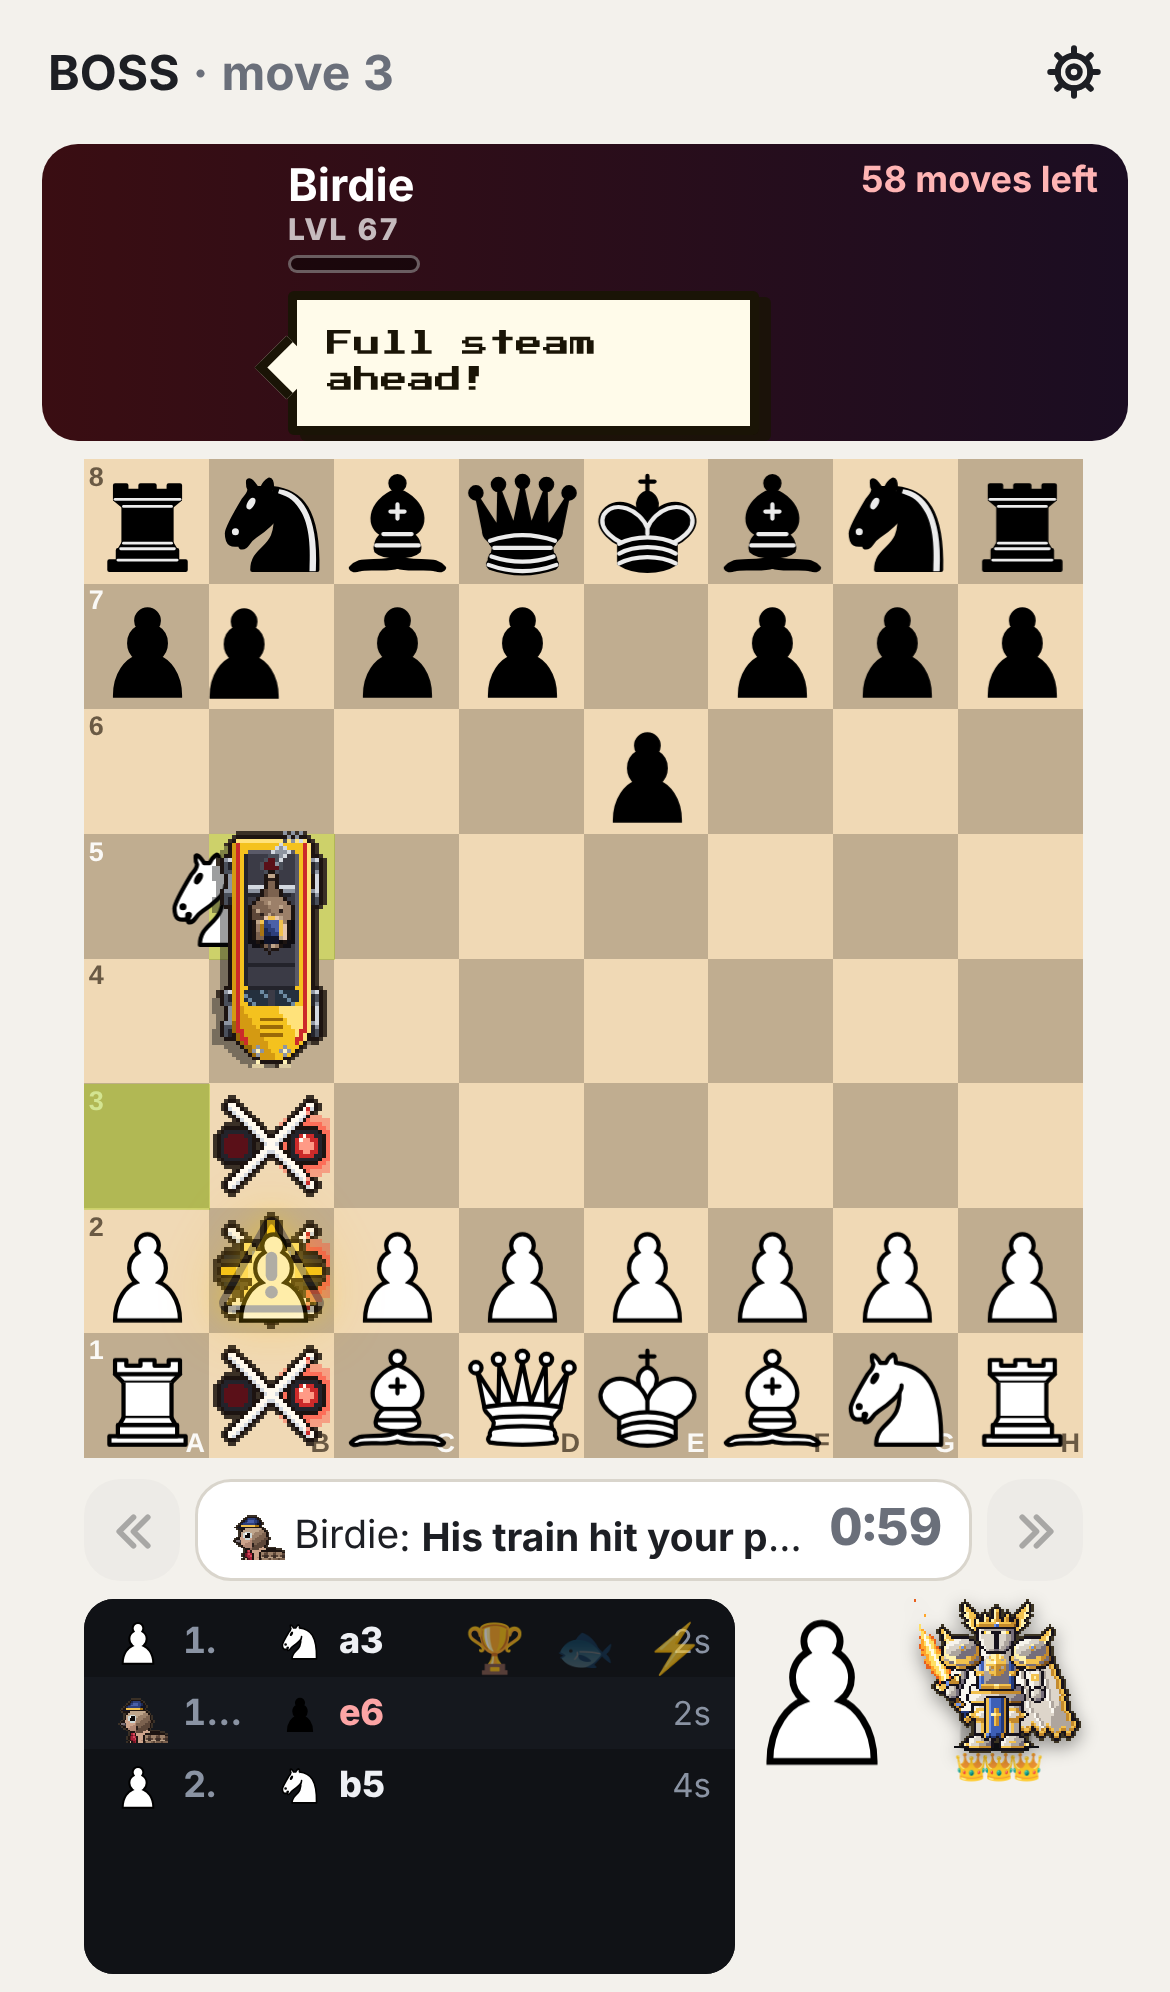 BOSS · move 3
Birdie
58 moves left
LVL 67
Full steam
ahead!
8
7
6
5
4
3
2
1
A B C D E F G H
Birdie: His train hit your p... 0:59
1. a3 2s
1... e6 2s
2. b5 4s